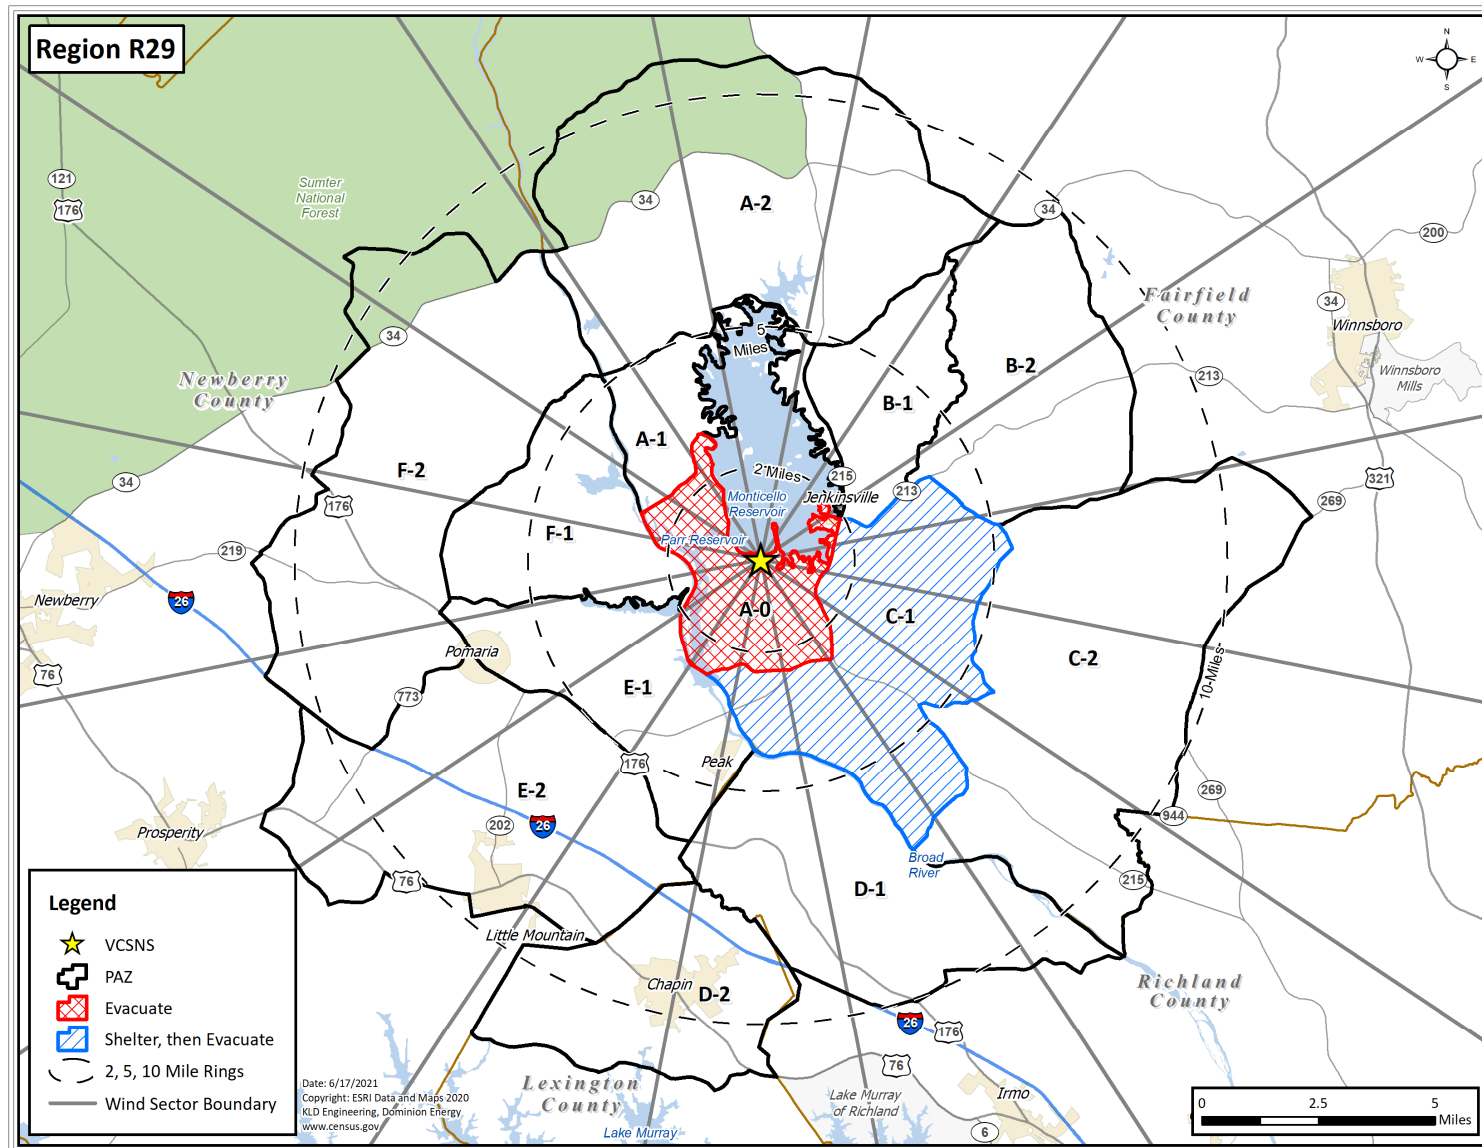 Region R29
N
W
E
S
121
176
Sumter
National
Forest
34
A-2
34
200
Fairfield
County
34
Winnsboro
Winnsboro
Mills
34
5
Miles
B-2
213
Newberry
County
B-1
A-1
F-2
2 Miles
215
321
34
Monticello
Reservoir
Jenkinsville
213
269
176
F-1
Parr Reservoir
219
26
Newberry
A-0
C-1
Pomaria
C-2
76
E-1
10-Miles
773
176
Peak
E-2
269
202
26
944
Prosperity
Broad
River
76
D-1
215
Little Mountain
Chapin
D-2
Richland
County
26
176
76
Lake Murray
of Richland
Irmo
6
Lexington
County
Lake Murray
Legend
VCSNS
PAZ
Evacuate
Shelter, then Evacuate
2, 5, 10 Mile Rings
Wind Sector Boundary
Date: 6/17/2021
Copyright: ESRI Data and Maps 2020
KLD Engineering, Dominion Energy
www.census.gov
0
2.5
5
Miles